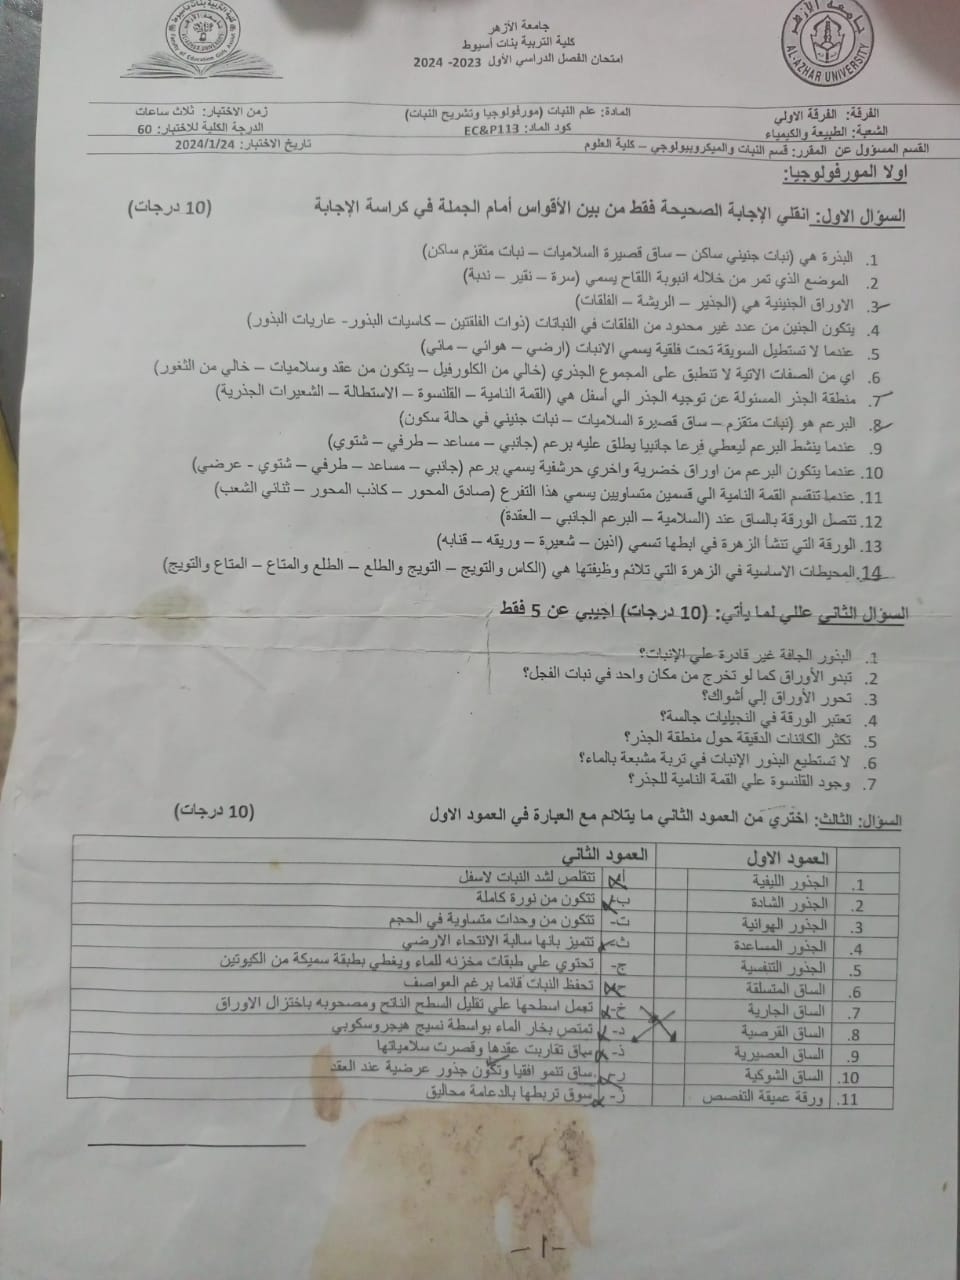 جامعة الأزهر
كلية التربية بنات أسيوط
امتحان الفصل الدراسي الأول 2023- 2024
AL-AZHAR UNIVERSITY
الفرقة: الفرقة الاولي
المادة: علم النبات (مورفولوجيا وتشريح النبات)
زمن الاختبار: ثلاث ساعات
الشعبة: الطبيعة والكيمياء
كود الماد: EC&P113
الدرجة الكلية للاختبار: 60
القسم المسؤول عن المقرر: قسم النبات والميكروبيولوجي – كلية العلوم
تاريخ الاختبار: 2024/1/24
اولا المورفولوجيا:
السؤال الاول: انقلي الإجابة الصحيحة فقط من بين الأقواس أمام الجملة في كراسة الإجابة (10 درجات)
1. البذرة هي (نبات جنيني ساكن – ساق قصيرة السلاميات – نبات متقزم ساكن)
2. الموضع الذي تمر من خلاله انبوبة اللقاح يسمي (سرة – نقير – ندبة)
3. الاوراق الجنينية هي (الجذير – الريشة – الفلقات)
4. يتكون الجنين من عدد غير محدود من الفلقات في النباتات (ذوات الفلقتين – كاسيات البذور- عاريات البذور)
5. عندما لا تستطيل السويقة تحت فلقية يسمي الانبات (ارضي – هوائي – مائي)
6. اي من الصفات الاتية لا تنطبق على المجموع الجذري (خالي من الكلورفيل – يتكون من عقد وسلاميات – خالي من الثغور)
7. منطقة الجذر المسئولة عن توجيه الجذر الي أسفل هي (القمة النامية – القلنسوة – الاستطالة – الشعيرات الجذرية)
8. البرعم هو (نبات متقزم – ساق قصيرة السلاميات – نبات جنيني في حالة سكون)
9. عندما ينشط البرعم ليعطي فرعا جانبيا يطلق عليه برعم (جانبي – مساعد – طرفي – شتوي)
10. عندما يتكون البرعم من اوراق خضرية واخري حرشفية يسمي برعم (جانبي – مساعد – طرفي – شتوي - عرضي)
11. عندما تنقسم القمة النامية الي قسمين متساويين يسمي هذا التفرع (صادق المحور – كاذب المحور – ثنائي الشعب)
12. تتصل الورقة بالساق عند (السلامية – البرعم الجانبي – العقدة)
13. الورقة التي تنشأ الزهرة في ابطها تسمي (اذين – شعيرة – وريقه – قنابه)
14. المحيطات الاساسية في الزهرة التي تلائم وظيفتها هي (الكاس والتويج – التويج والطلع – الطلع والمتاع – المتاع والتويج)
السؤال الثاني عللي لما يأتي: (10 درجات) اجيبي عن 5 فقط
1. البذور الجافة غير قادرة علي الإنبات؟
2. تبدو الأوراق كما لو تخرج من مكان واحد في نبات الفجل؟
3. تحور الأوراق إلي أشواك؟
4. تعتبر الورقة في النجيليات جالسة؟
5. تكثر الكائنات الدقيقة حول منطقة الجذر؟
6. لا تستطيع البذور الإنبات في تربة مشبعة بالماء؟
7. وجود القلنسوة علي القمة النامية للجذر؟
السؤال: الثالث: اختري من العمود الثاني ما يتلائم مع العبارة في العمود الاول (10 درجات)
العمود الاول العمود الثاني
1. الجذور الليفية أ- تتقلص لشد النبات لاسفل
2. الجذور الشادة ب- تتكون من نورة كاملة
3. الجذور الهوائية ت- تتكون من وحدات متساوية في الحجم
4. الجذور المساعدة ث- تتميز بانها سالبة الانتحاء الارضي
5. الجذور التنفسية ج- تحتوي علي طبقات مخزنه للماء ويغطي بطبقة سميكة من الكيوتين
6. الساق المتسلقة ح- تحفظ النبات قائما برغم العواصف
7. الساق الجارية خ- تعمل اسطحها علي تقليل السطح الناتح ومصحوبه باختزال الاوراق
8. الساق القرصية د- تمتص بخار الماء بواسطة نسيج هيجروسكوبي
9. الساق العصيرية ذ- ساق تقاربت عقدها وقصرت سلامياتها
10. الساق الشوكية ر- ساق تنمو افقيا وتكون جذور عرضية عند العقد
11. ورقة عميقة التفصص ز- سوق تربطها بالدعامة محاليق
–1–